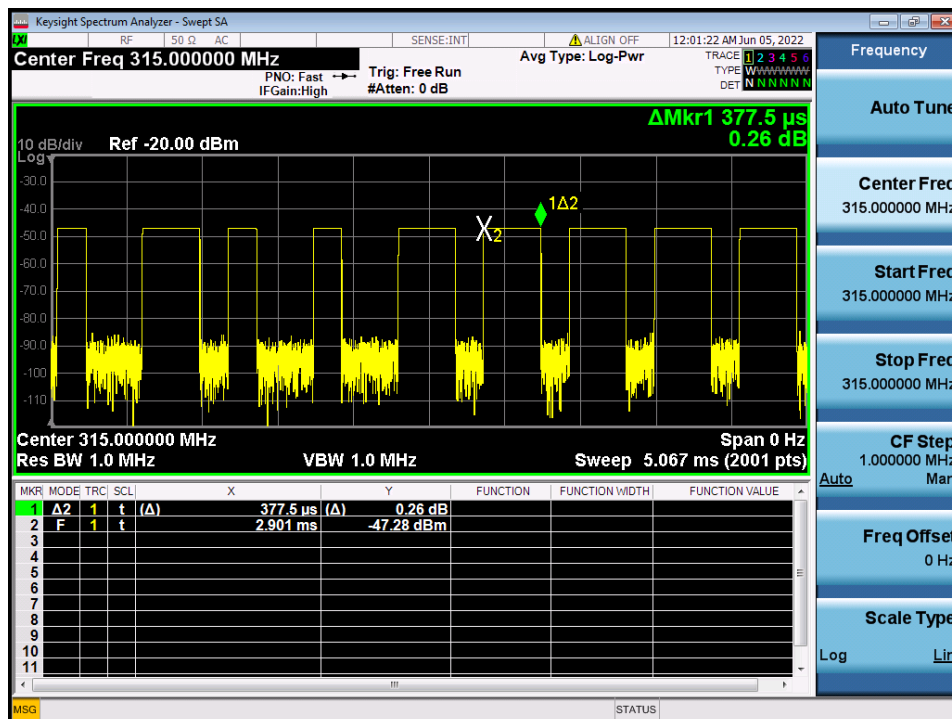 Keysight Spectrum Analyzer - Swept SA
LXI RF 50 Ω AC SENSE:INT ALIGN OFF 12:01:22 AM Jun 05, 2022
Center Freq 315.000000 MHz
PNO: Fast
IFGain:High
Trig: Free Run
#Atten: 0 dB
Avg Type: Log-Pwr
TRACE 1 2 3 4 5 6
TYPE WWWWWW
DET N N N N N N
ΔMkr1 377.5 µs
0.26 dB
10 dB/div Ref -20.00 dBm
Log
-30.0
-40.0
-50.0
-60.0
-70.0
-80.0
-90.0
-100
-110
X2
1Δ2
Center 315.000000 MHz Span 0 Hz
Res BW 1.0 MHz VBW 1.0 MHz Sweep 5.067 ms (2001 pts)
MKR MODE TRC SCL X Y FUNCTION FUNCTION WIDTH FUNCTION VALUE
1 Δ2 1 t (Δ) 377.5 µs (Δ) 0.26 dB
2 F 1 t 2.901 ms -47.28 dBm
3
4
5
6
7
8
9
10
11
MSG STATUS
Frequency
Auto Tune
Center Freq
315.000000 MHz
Start Freq
315.000000 MHz
Stop Freq
315.000000 MHz
CF Step
1.000000 MHz
Auto Man
Freq Offset
0 Hz
Scale Type
Log Lin